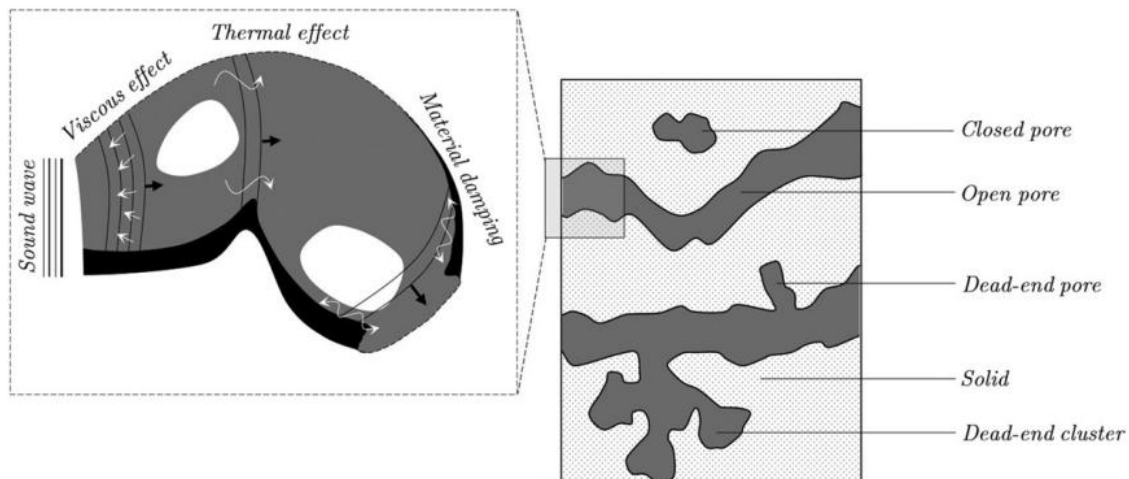 Thermal effect
Viscous effect
Material damping
Sound wave
Closed pore
Open pore
Dead-end pore
Solid
Dead-end cluster